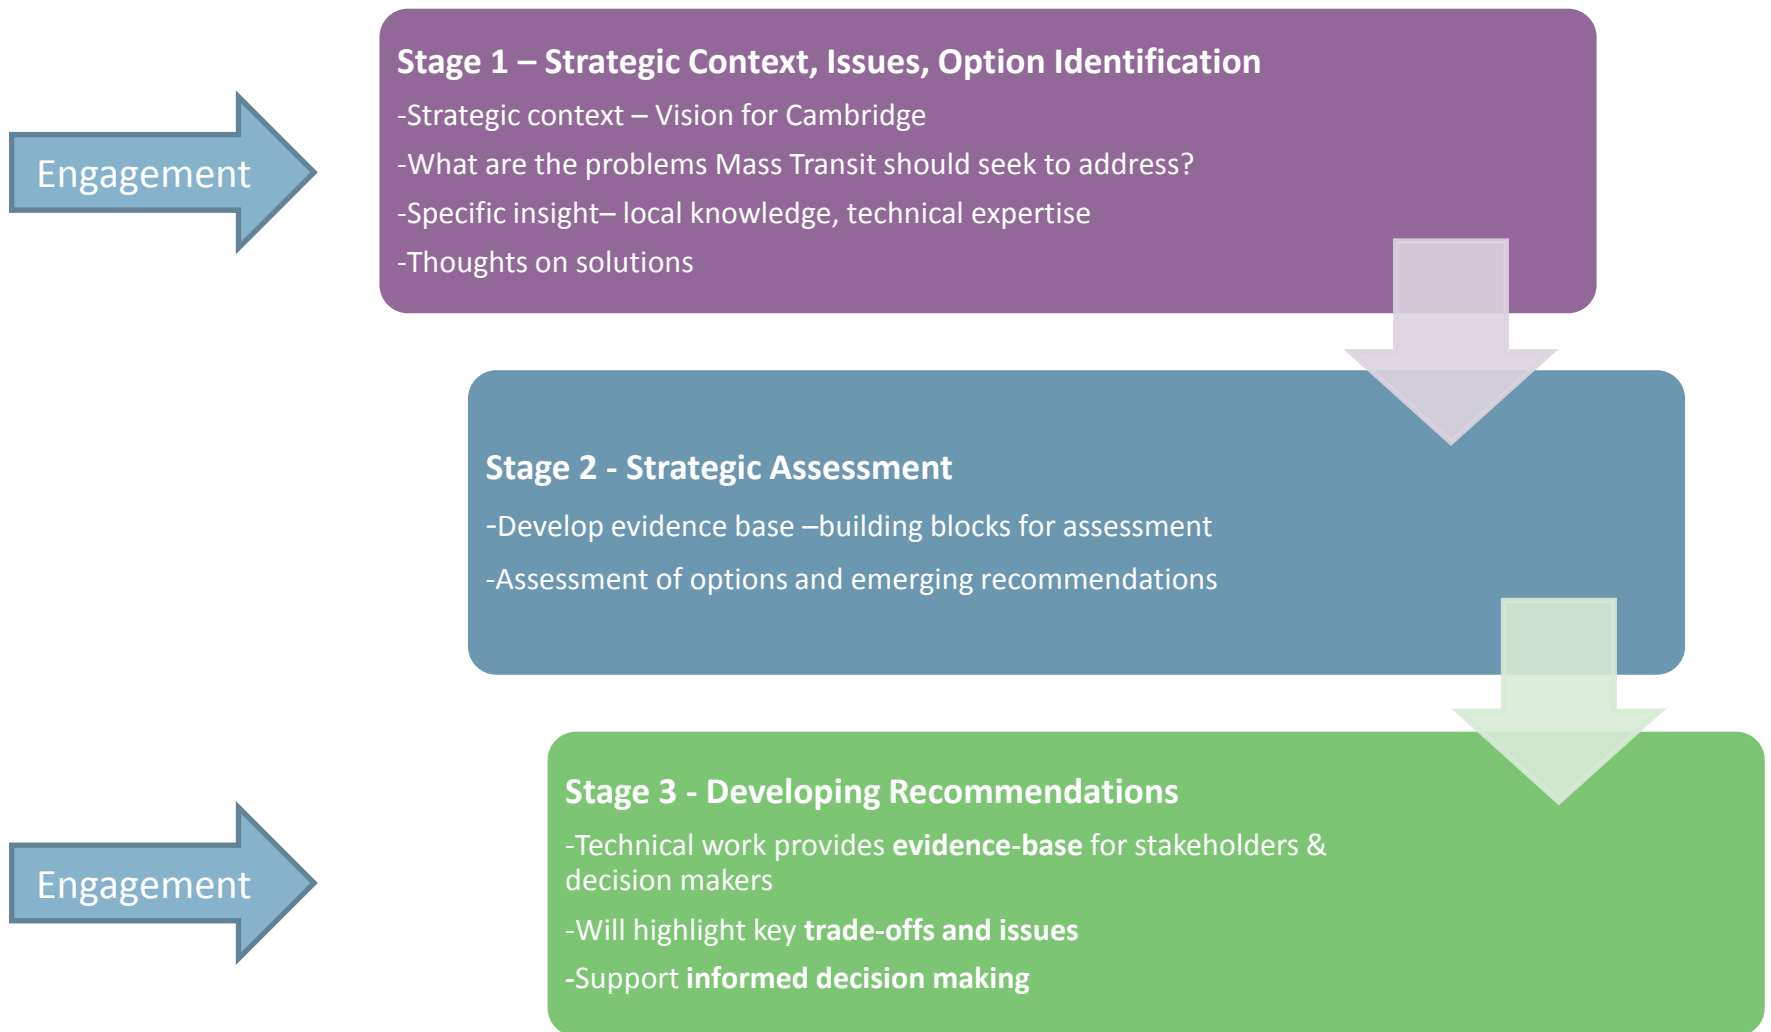 Engagement
Stage 1 – Strategic Context, Issues, Option Identification
-Strategic context – Vision for Cambridge
-What are the problems Mass Transit should seek to address?
-Specific insight– local knowledge, technical expertise
-Thoughts on solutions
Stage 2 - Strategic Assessment
-Develop evidence base –building blocks for assessment
-Assessment of options and emerging recommendations
Engagement
Stage 3 - Developing Recommendations
-Technical work provides evidence-base for stakeholders &
decision makers
-Will highlight key trade-offs and issues
-Support informed decision making